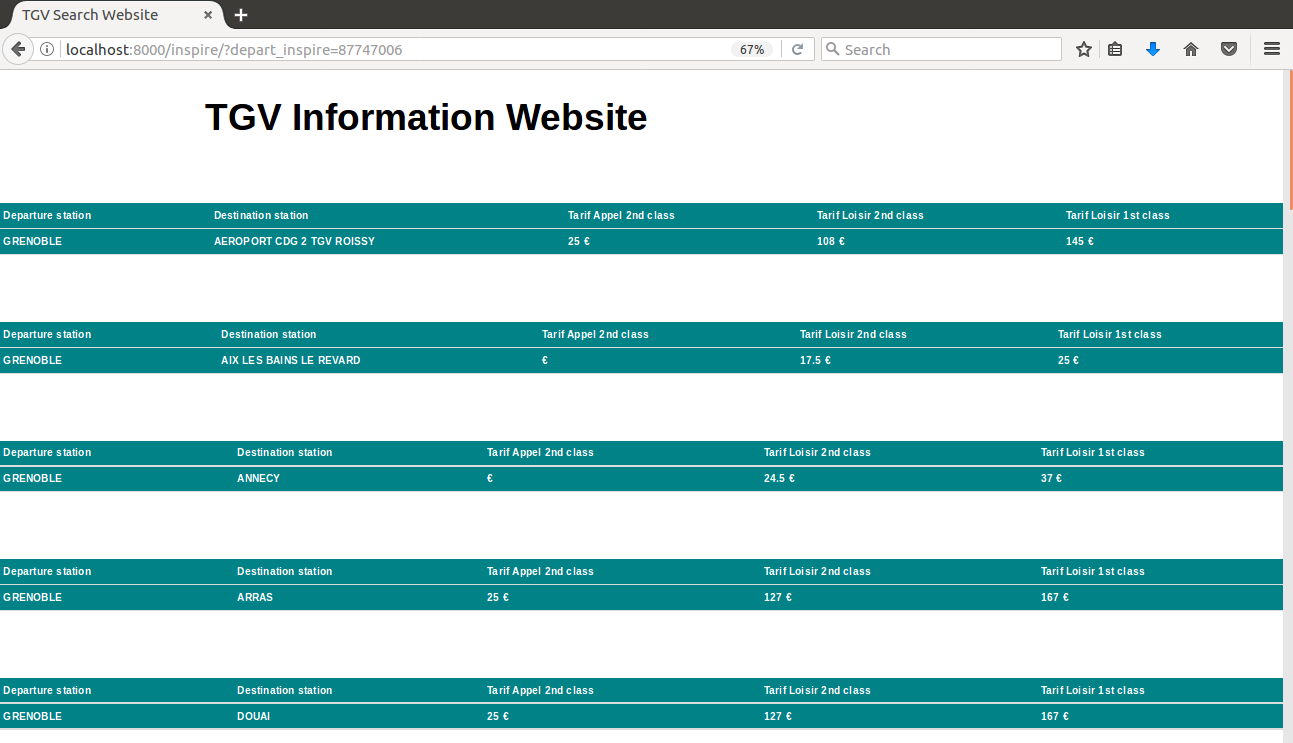 TGV Search Website
localhost:8000/inspire/?depart_inspire=87747006 67% Search
TGV Information Website
Departure station Destination station Tarif Appel 2nd class Tarif Loisir 2nd class Tarif Loisir 1st class
GRENOBLE AEROPORT CDG 2 TGV ROISSY 25 € 108 € 145 €
Departure station Destination station Tarif Appel 2nd class Tarif Loisir 2nd class Tarif Loisir 1st class
GRENOBLE AIX LES BAINS LE REVARD € 17.5 € 25 €
Departure station Destination station Tarif Appel 2nd class Tarif Loisir 2nd class Tarif Loisir 1st class
GRENOBLE ANNECY € 24.5 € 37 €
Departure station Destination station Tarif Appel 2nd class Tarif Loisir 2nd class Tarif Loisir 1st class
GRENOBLE ARRAS 25 € 127 € 167 €
Departure station Destination station Tarif Appel 2nd class Tarif Loisir 2nd class Tarif Loisir 1st class
GRENOBLE DOUAI 25 € 127 € 167 €